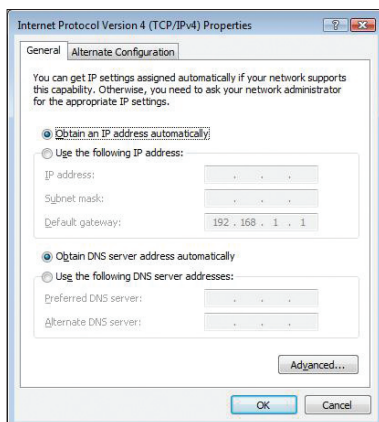 Internet Protocol Version 4 (TCP/IPv4) Properties
General
Alternate Configuration
You can get IP settings assigned automatically if your network supports
this capability. Otherwise, you need to ask your network administrator
for the appropriate IP settings.
Obtain an IP address automatically
Use the following IP address:
IP address:
. . .
Subnet mask:
. . .
Default gateway:
192 . 168 . 1 . 1
Obtain DNS server address automatically
Use the following DNS server addresses:
Preferred DNS server:
. . .
Alternate DNS server:
. . .
Advanced...
OK
Cancel